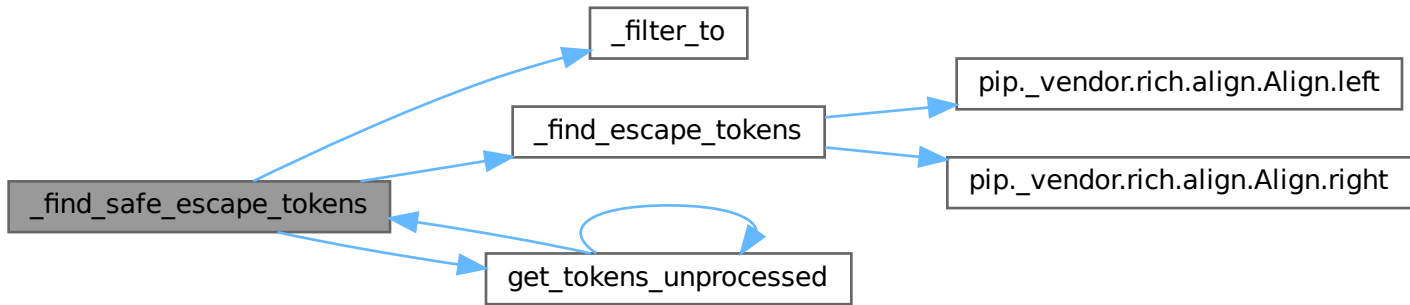 _filter_to
pip._vendor.rich.align.Align.left
_find_escape_tokens
pip._vendor.rich.align.Align.right
_find_safe_escape_tokens
get_tokens_unprocessed